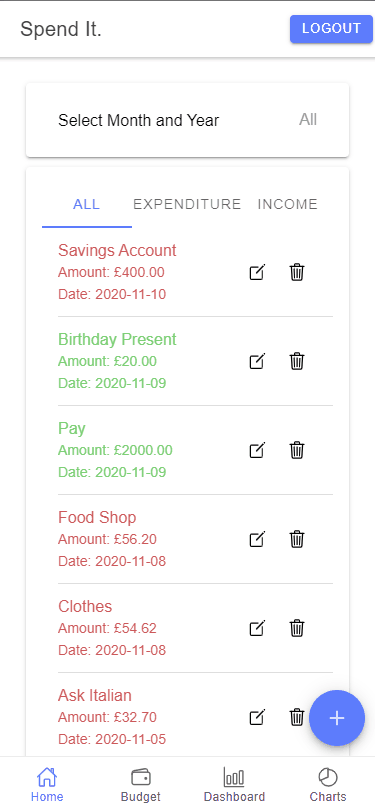 Spend It.
LOGOUT
Select Month and Year
All
ALL
EXPENDITURE
INCOME
Savings Account
Amount: £400.00
Date: 2020-11-10
Birthday Present
Amount: £20.00
Date: 2020-11-09
Pay
Amount: £2000.00
Date: 2020-11-09
Food Shop
Amount: £56.20
Date: 2020-11-08
Clothes
Amount: £54.62
Date: 2020-11-08
Ask Italian
Amount: £32.70
Date: 2020-11-05
Home
Budget
Dashboard
Charts